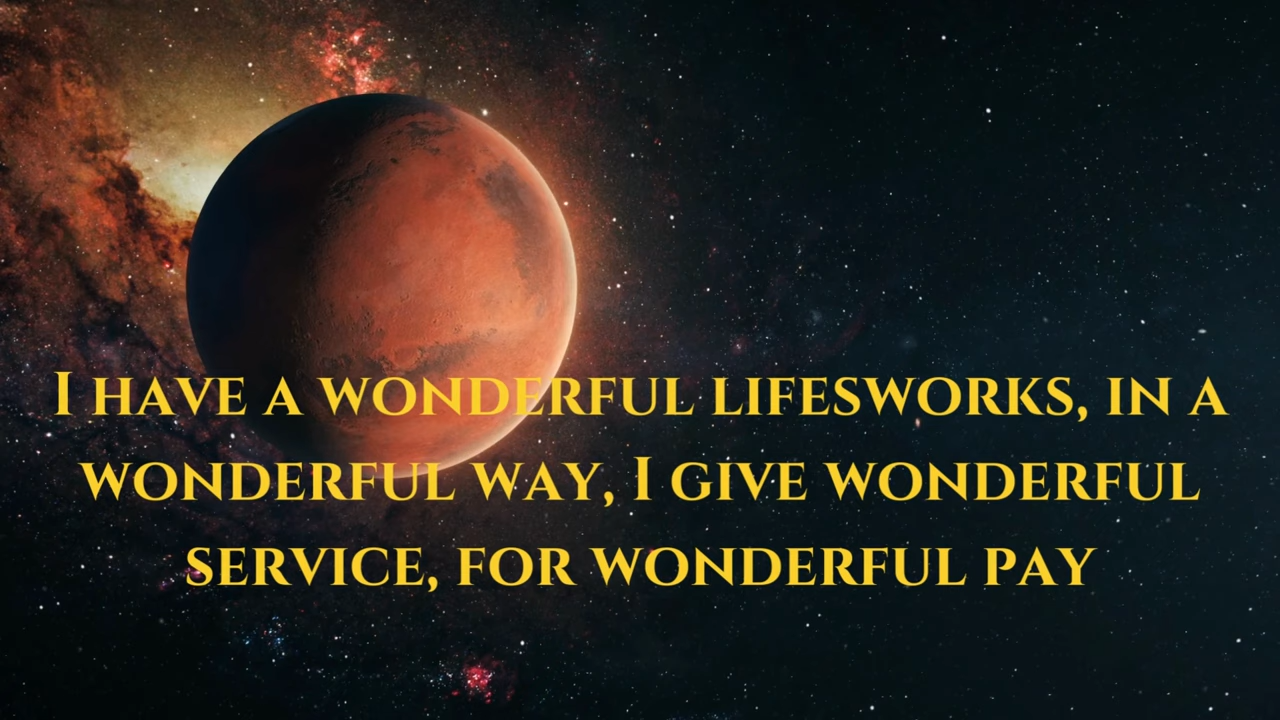 I HAVE A WONDERFUL LIFESWORKS, IN A
WONDERFUL WAY, I GIVE WONDERFUL
SERVICE, FOR WONDERFUL PAY